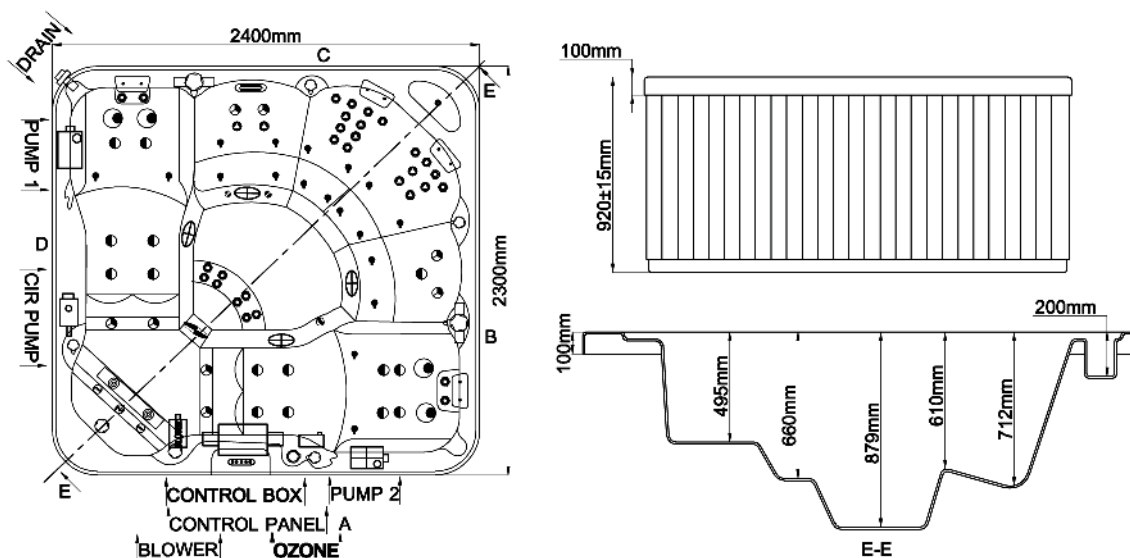 DRAIN
2400mm
C
E
PUMP 1
D
CIR PUMP
2300mm
B
E
CONTROL BOX
PUMP 2
CONTROL PANEL
A
BLOWER
OZONE
100mm
920±15mm
200mm
100mm
495mm
660mm
879mm
610mm
712mm
E-E